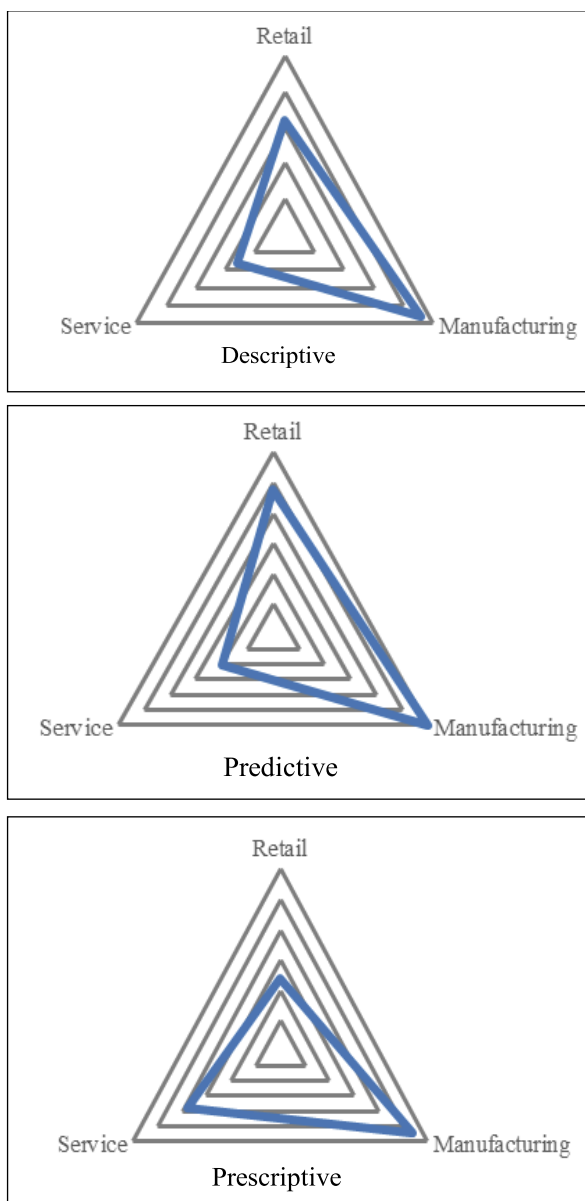 Retail
Service
Manufacturing
Descriptive
Retail
Service
Manufacturing
Predictive
Retail
Service
Manufacturing
Prescriptive